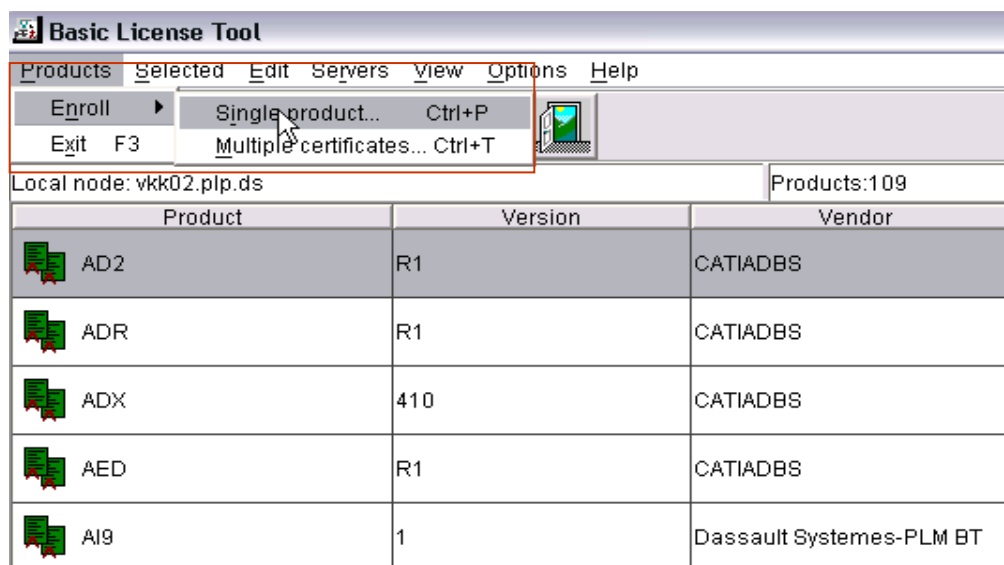 Basic License Tool
Products Selected Edit Servers View Options Help
Enroll Single product... Ctrl+P
Exit F3 Multiple certificates... Ctrl+T
Local node: vkk02.plp.ds Products:109
Product Version Vendor
AD2 R1 CATIADBS
ADR R1 CATIADBS
ADX 410 CATIADBS
AED R1 CATIADBS
AI9 1 Dassault Systemes-PLM BT